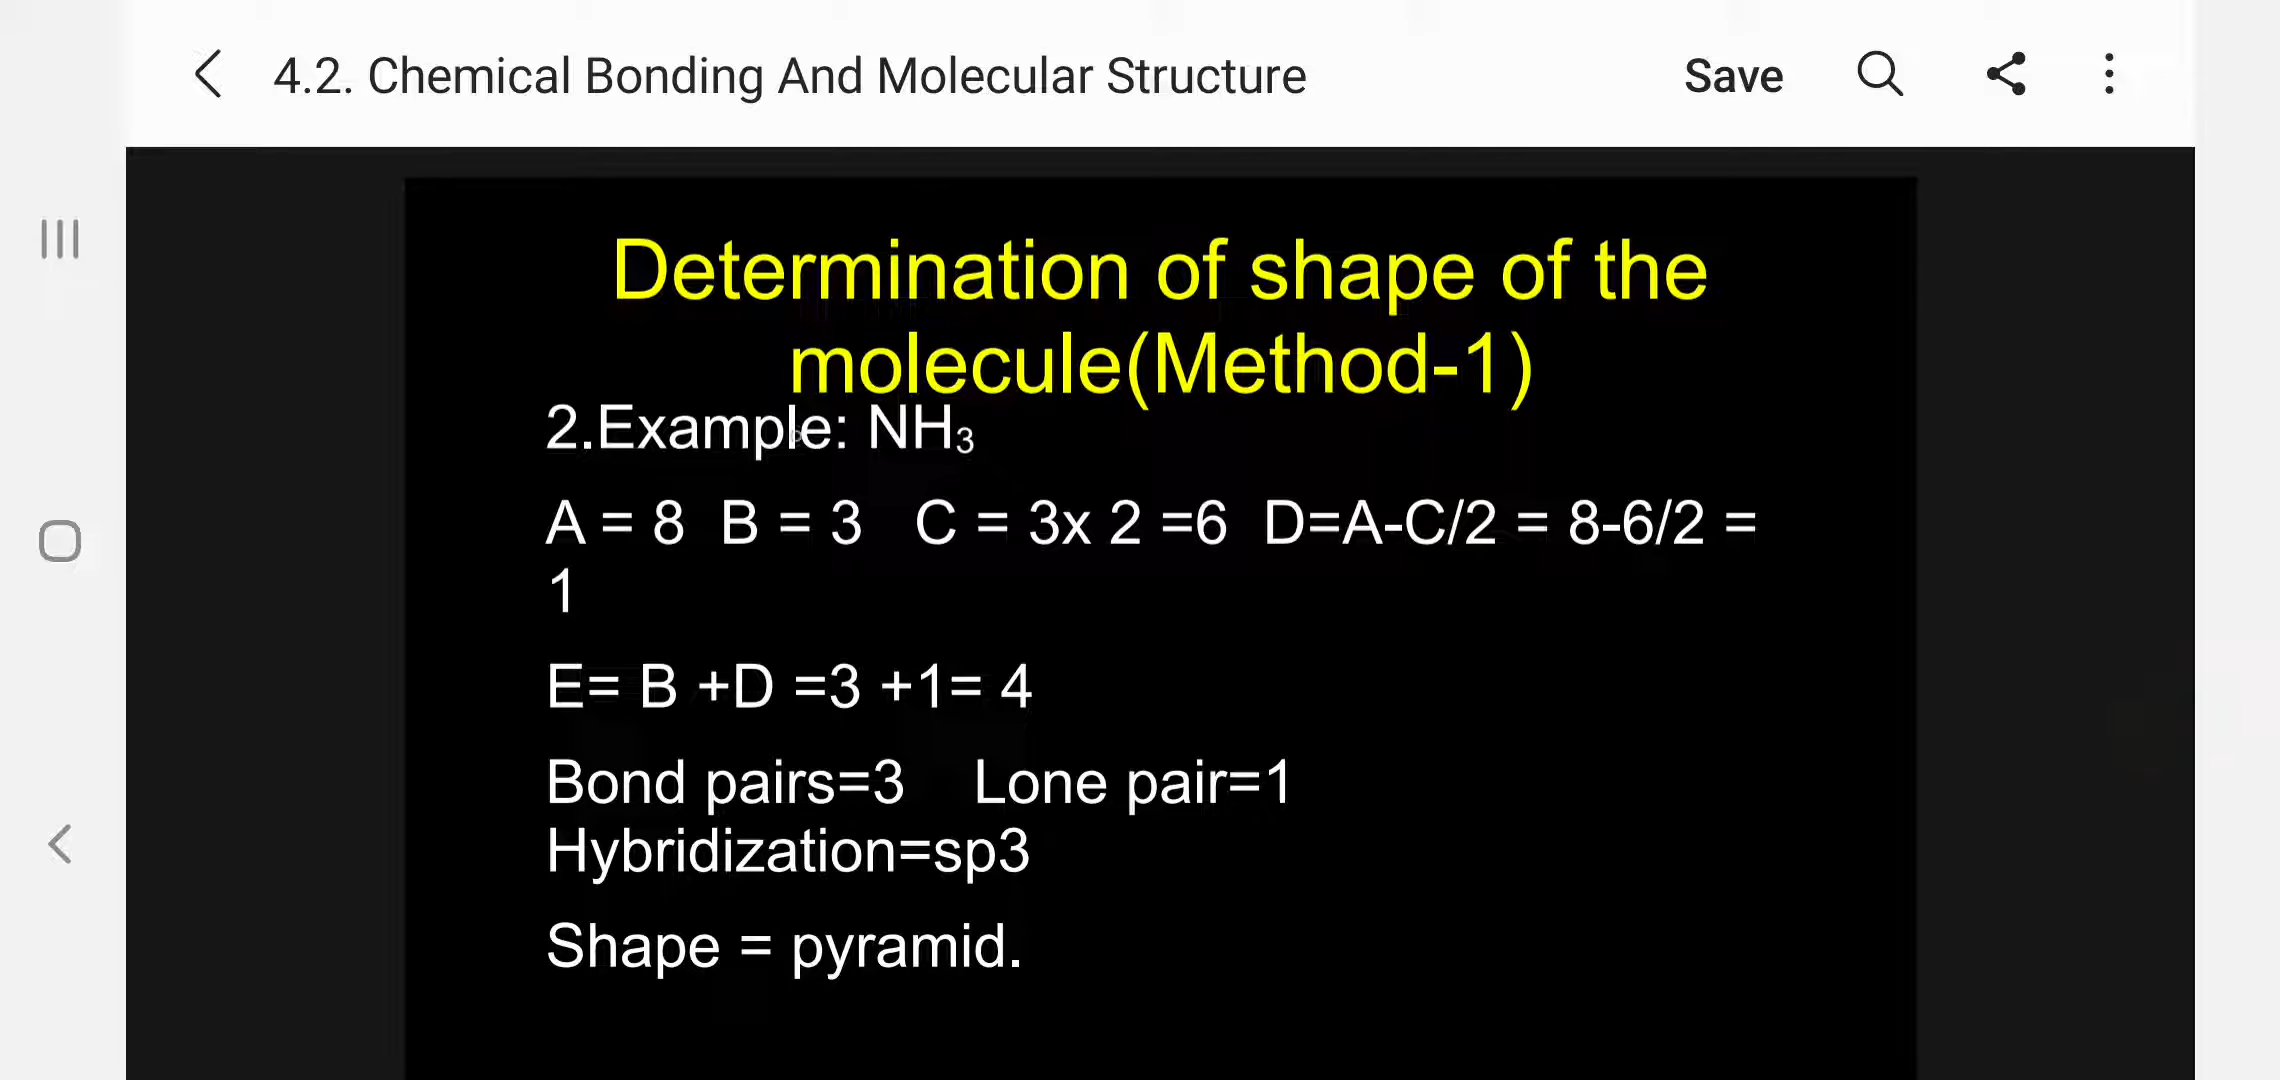 4.2. Chemical Bonding And Molecular Structure Save
Determination of shape of the
molecule(Method-1)
2.Example: NH₃
A = 8 B = 3 C = 3x 2 =6 D=A-C/2 = 8-6/2 =
1
E= B +D =3 +1= 4
Bond pairs=3 Lone pair=1
Hybridization=sp3
Shape = pyramid.